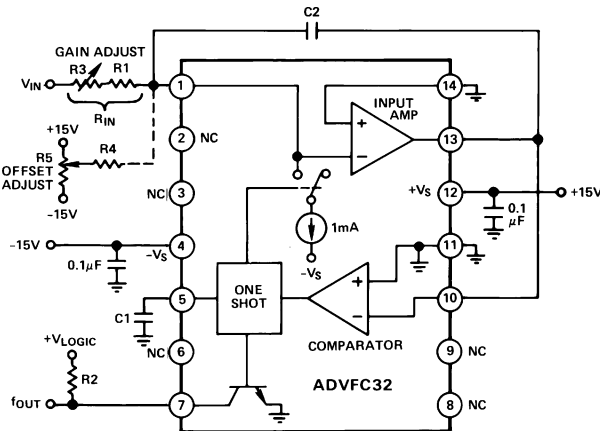 C2
GAIN ADJUST
R3 R1
VIN
RIN
+15V
R5
OFFSET
ADJUST
R4
–15V
–15V
0.1µF
–VS
C1
+VLOGIC
R2
fOUT
1
2 NC
NC 3
4
5
NC 6
7
14
13
+VS 12
11
10
9 NC
8 NC
INPUT
AMP
+
–
1mA
–VS
ONE
SHOT
+
–
COMPARATOR
ADVFC32
+15V
0.1
µF